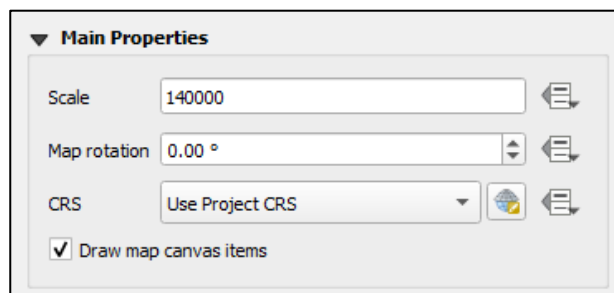 Main Properties
Scale 140000
Map rotation 0.00 °
CRS Use Project CRS
Draw map canvas items